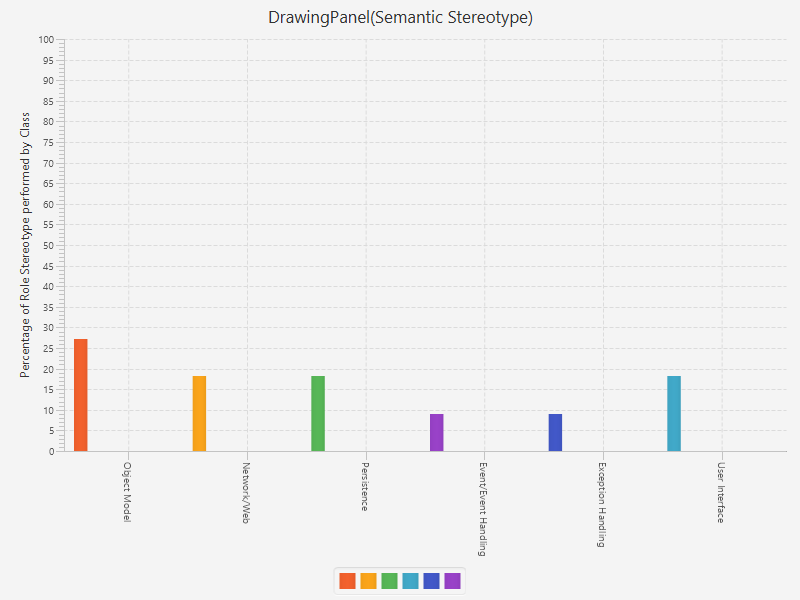 DrawingPanel(Semantic Stereotype)
Percentage of Role Stereotype performed by Class
100
95
90
85
80
75
70
65
60
55
50
45
40
35
30
25
20
15
10
5
0
Object Model
Network/Web
Persistence
Event/Event Handling
Exception Handling
User Interface